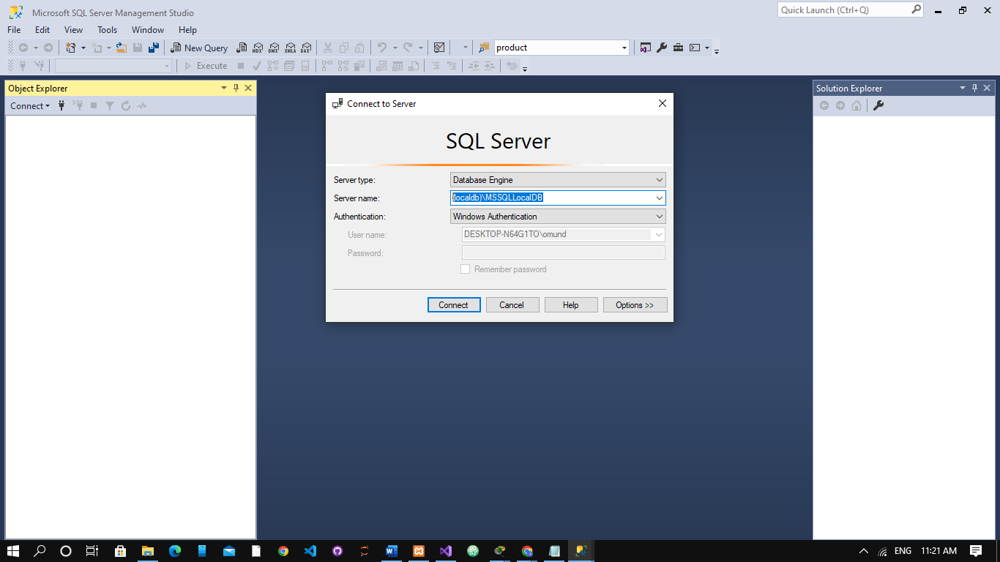 Microsoft SQL Server Management Studio
Quick Launch (Ctrl+Q)
File Edit View Tools Window Help
New Query MDX DMX XMLA DAX product
Execute
Object Explorer
Connect
Solution Explorer
Connect to Server
SQL Server
Server type: Database Engine
Server name: (localdb)\MSSQLLocalDB
Authentication: Windows Authentication
User name: DESKTOP-N64G1TO\omund
Password:
Remember password
Connect Cancel Help Options >>
ENG 11:21 AM